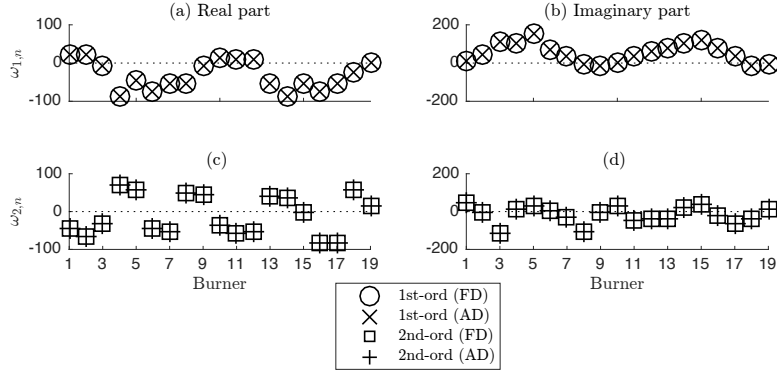 (a) Real part
(b) Imaginary part
100
0
-100
ω1,n
200
0
-200
(c)
(d)
100
0
-100
ω2,n
200
0
-200
1 3 5 7 9 11 13 15 17 19
1 3 5 7 9 11 13 15 17 19
Burner
Burner
1st-ord (FD)
1st-ord (AD)
2nd-ord (FD)
2nd-ord (AD)